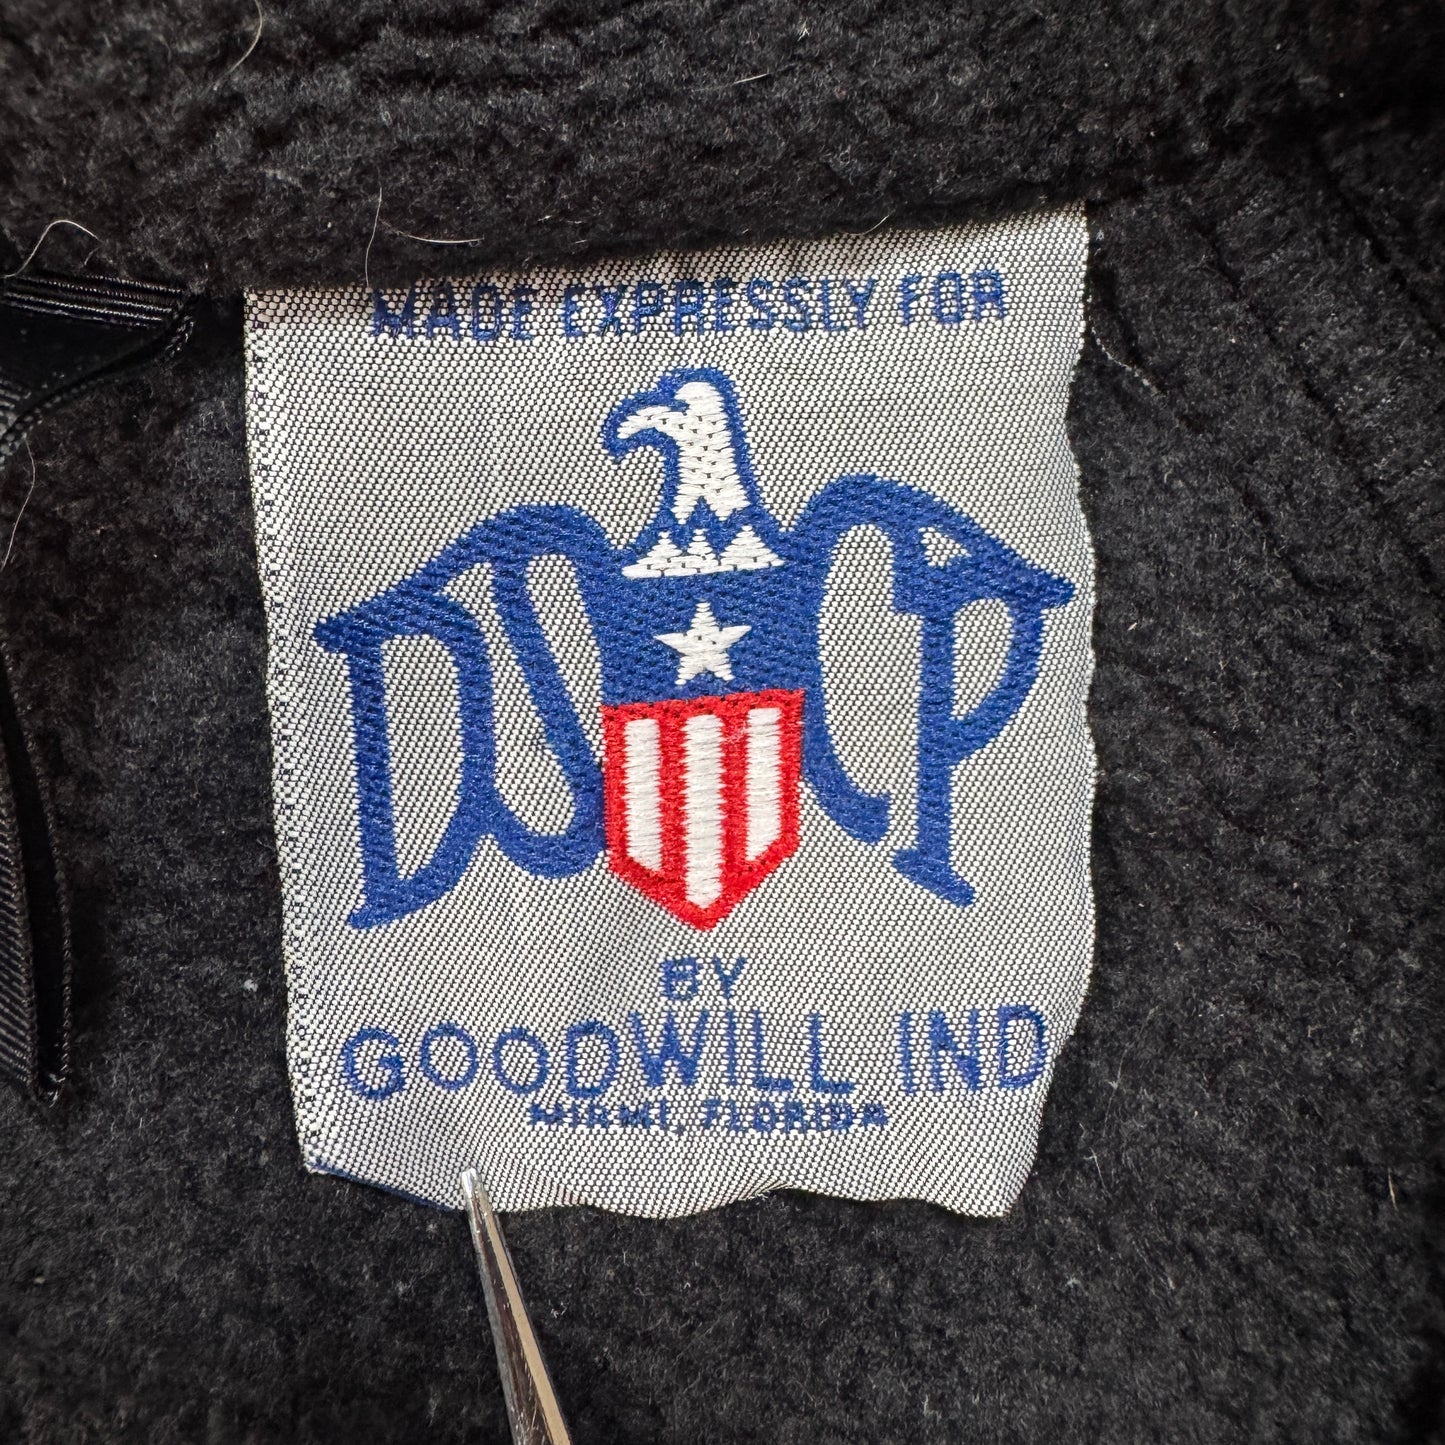 MADE EXPRESSLY FOR
DSCP
BY
GOODWILL IND
MIAMI, FLORIDA